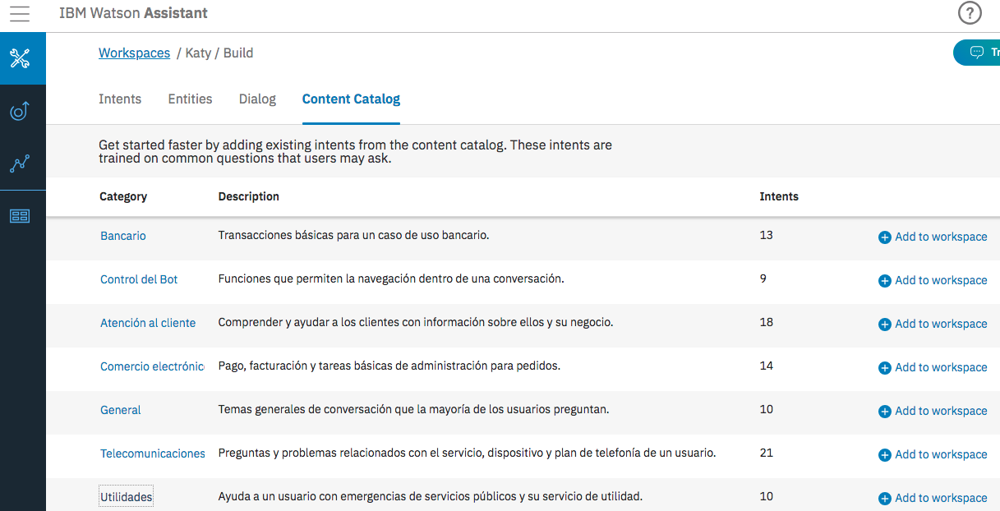 IBM Watson Assistant
?
Workspaces / Katy / Build
Tr
Intents Entities Dialog Content Catalog
Get started faster by adding existing intents from the content catalog. These intents are
trained on common questions that users may ask.
Category Description Intents
Bancario Transacciones básicas para un caso de uso bancario. 13 Add to workspace
Control del Bot Funciones que permiten la navegación dentro de una conversación. 9 Add to workspace
Atención al cliente Comprender y ayudar a los clientes con información sobre ellos y su negocio. 18 Add to workspace
Comercio electrónic Pago, facturación y tareas básicas de administración para pedidos. 14 Add to workspace
General Temas generales de conversación que la mayoría de los usuarios preguntan. 10 Add to workspace
Telecomunicaciones Preguntas y problemas relacionados con el servicio, dispositivo y plan de telefonía de un usuario. 21 Add to workspace
Utilidades Ayuda a un usuario con emergencias de servicios públicos y su servicio de utilidad. 10 Add to workspace